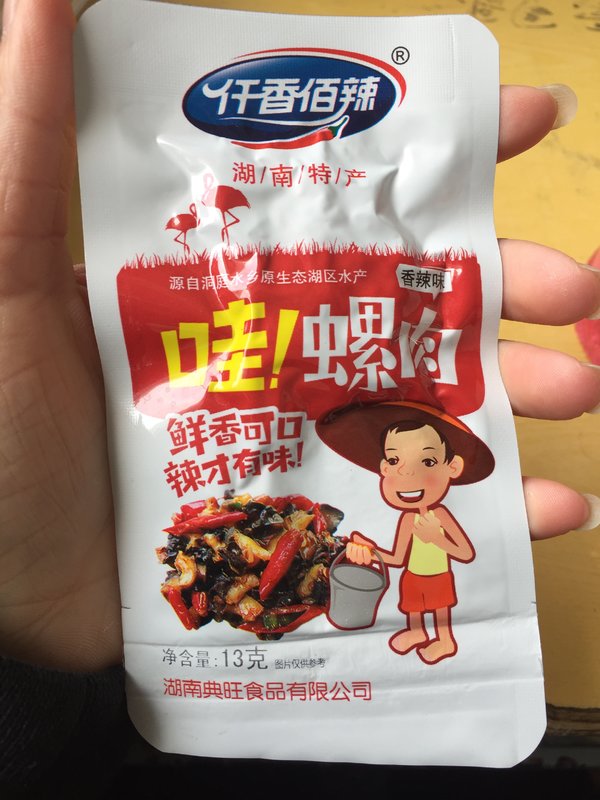 仟香佰辣®
湖/南/特/产
源自洞庭水乡原生态湖区水产
香辣味
哇!螺肉
鲜香可口
辣才有味!
净含量:13克 图片仅供参考
湖南典旺食品有限公司